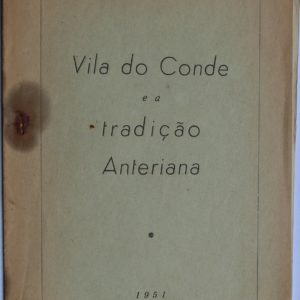 Vila do Conde
e a
tradição
Anteriana
1951